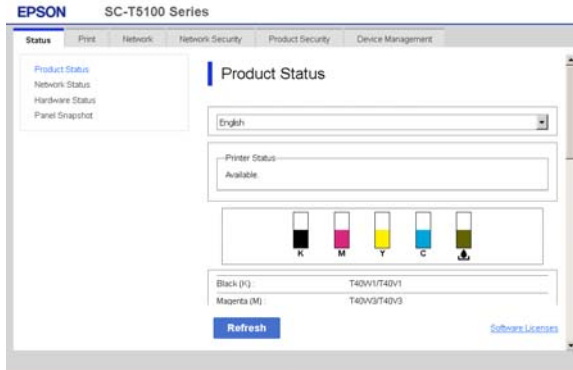 EPSON SC-T5100 Series
Status Print Network Network Security Product Security Device Management
Product Status
Network Status
Hardware Status
Panel Snapshot
Product Status
English
Printer Status
Available.
K M Y C
Black (K) : T40W1/T40V1
Magenta (M) : T40W3/T40V3
Refresh
Software Licenses